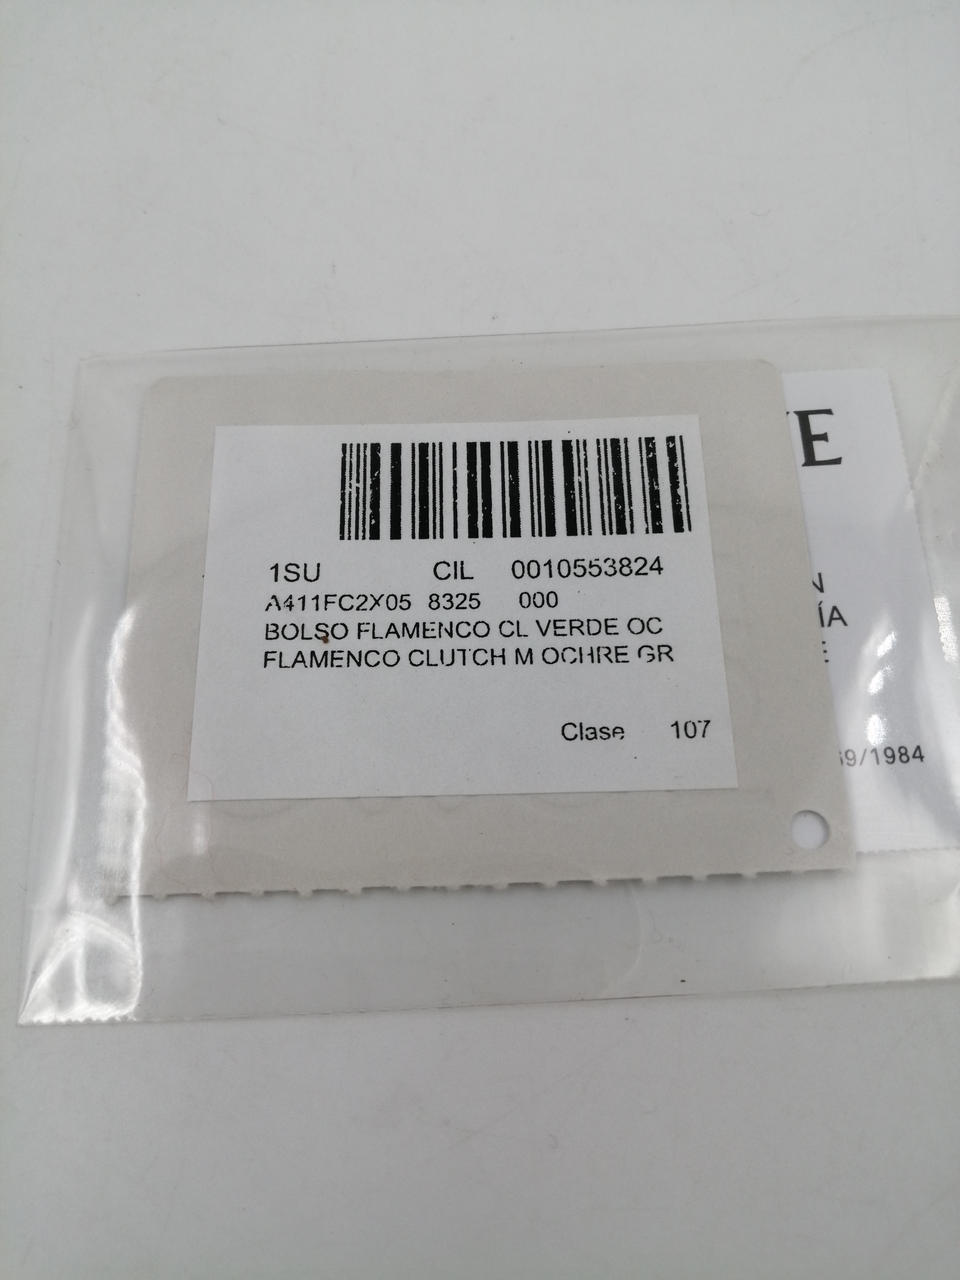 1SU CIL 0010553824
A411FC2X05 8325 000
BOLSO FLAMENCO CL VERDE OC
FLAMENCO CLUTCH M OCHRE GR
Clase 107
E
N
ÍA
E
9/1984